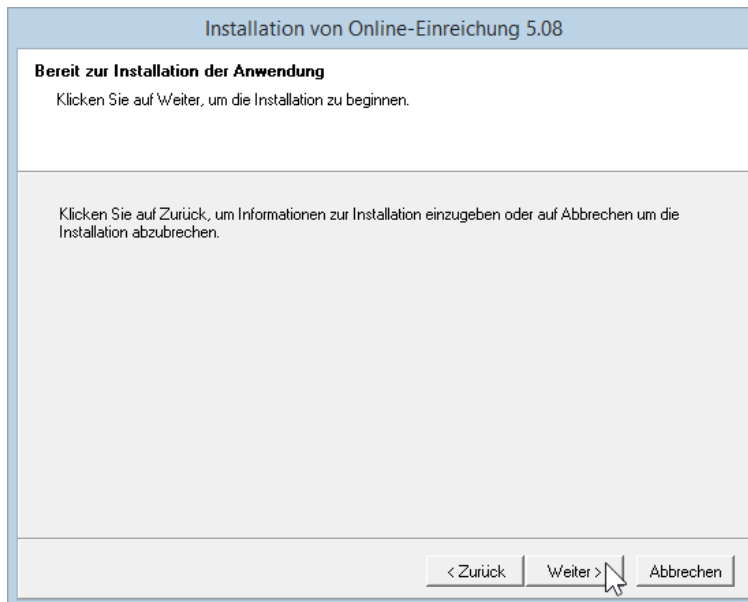 Installation von Online-Einreichung 5.08
Bereit zur Installation der Anwendung
Klicken Sie auf Weiter, um die Installation zu beginnen.
Klicken Sie auf Zurück, um Informationen zur Installation einzugeben oder auf Abbrechen um die
Installation abzubrechen.
< Zurück Weiter > Abbrechen